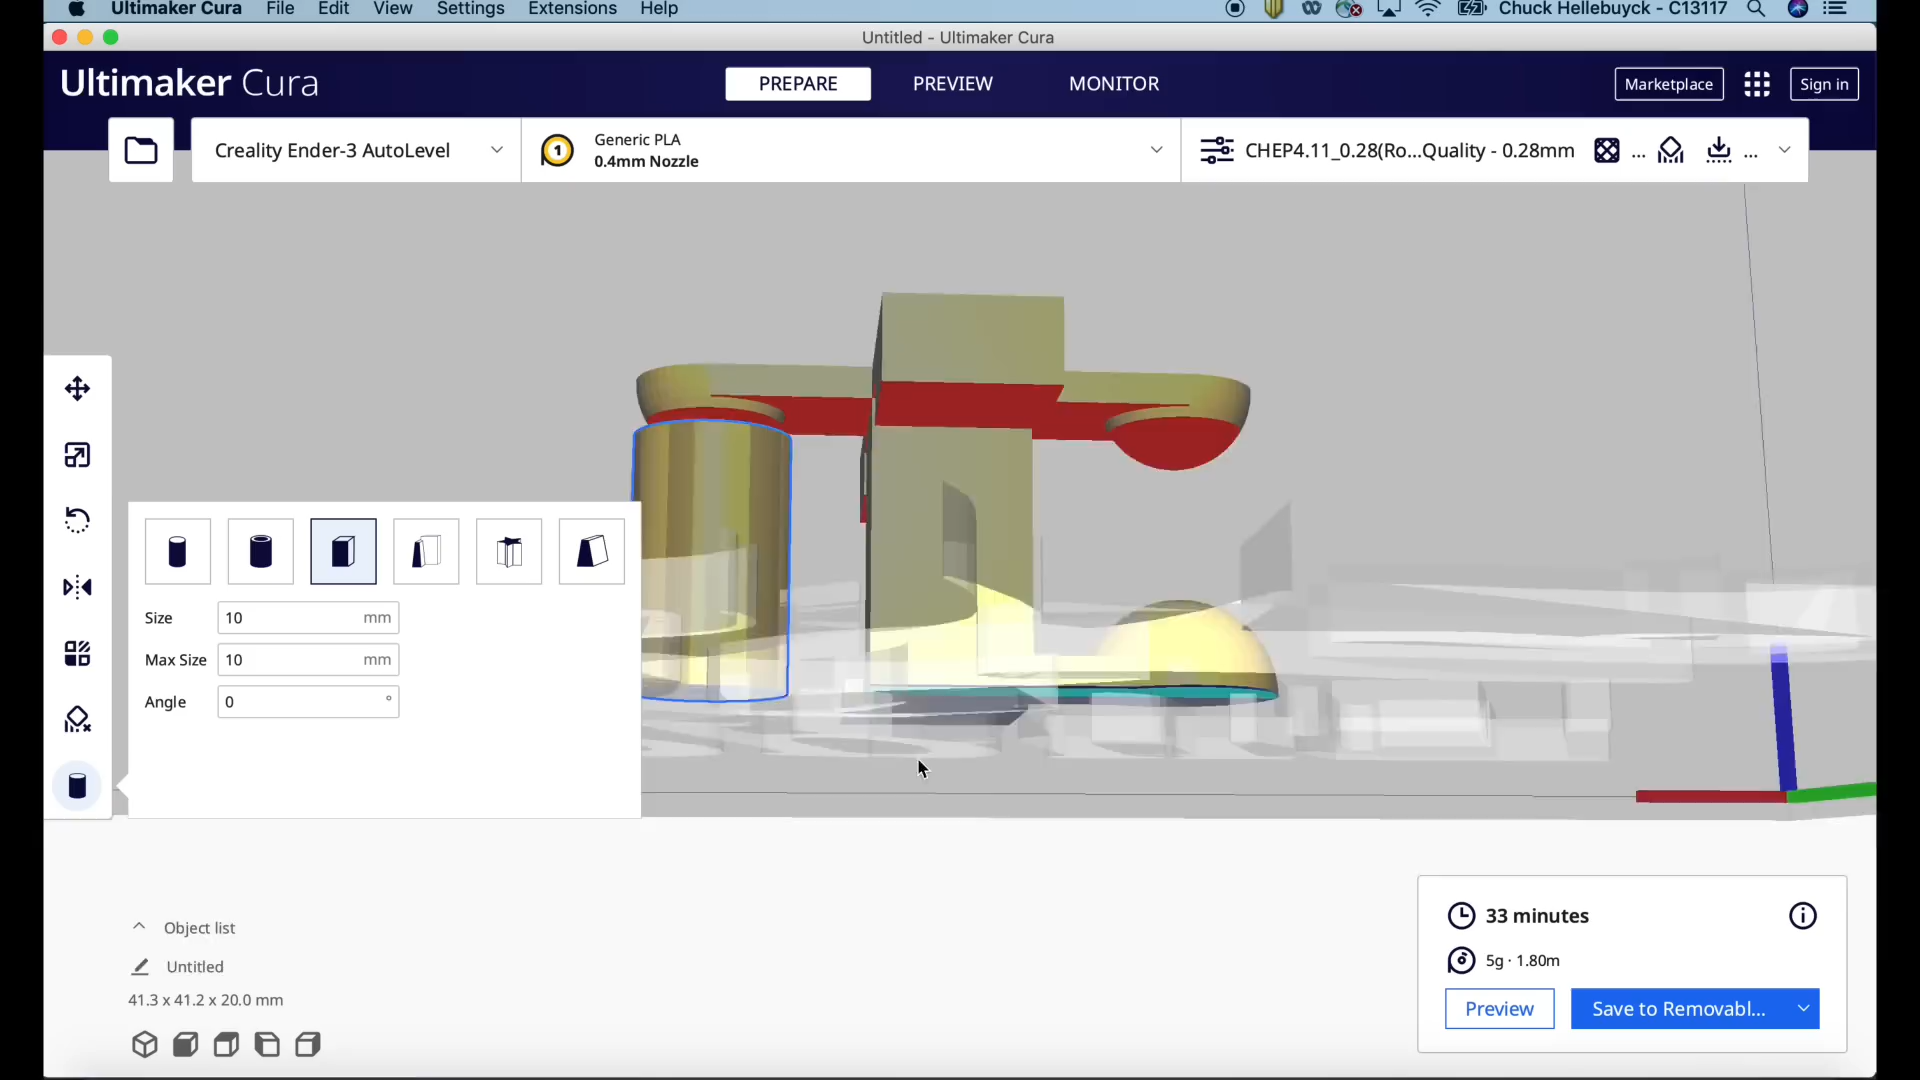 Ultimaker Cura File Edit View Settings Extensions Help Chuck Hellebuyck - C13117
Untitled - Ultimaker Cura
Ultimaker Cura PREPARE PREVIEW MONITOR Marketplace Sign in
Creality Ender-3 AutoLevel
1
Generic PLA
0.4mm Nozzle
CHEP4.11_0.28(Ro...Quality - 0.28mm ... ...
Size 10 mm
Max Size 10 mm
Angle 0 °
Object list
Untitled
41.3 x 41.2 x 20.0 mm
33 minutes
5g · 1.80m
Preview Save to Removabl...